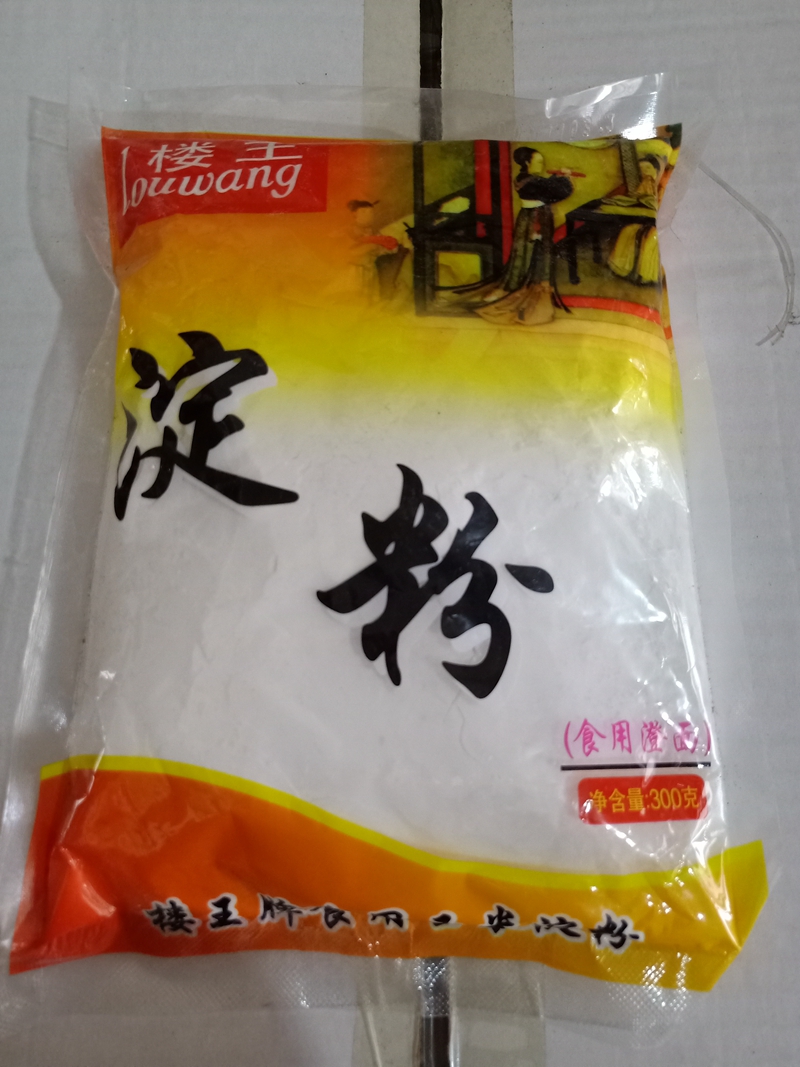 楼王
Louwang
淀粉
(食用澄面)
净含量:300克
楼王牌食用工业淀粉